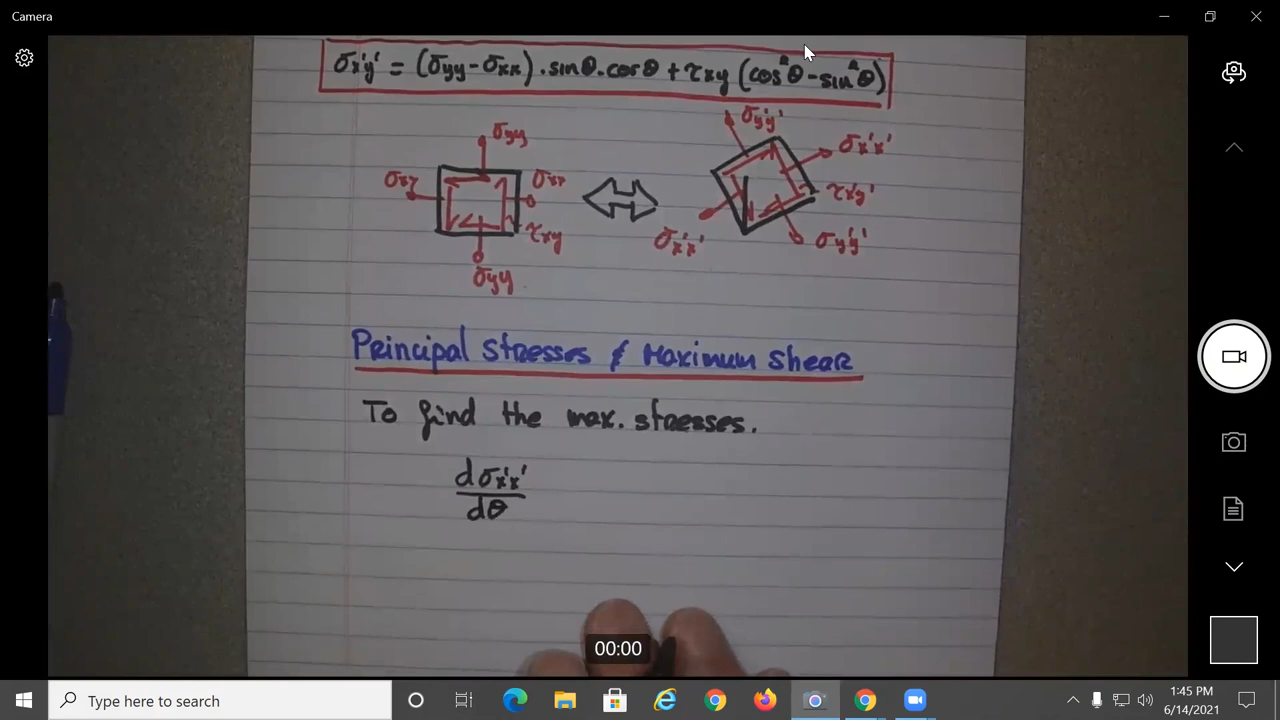 Camera
σx'y' = (σyy - σxx) . sinθ . cosθ + τxy (cos²θ - sin²θ)
σyy
σy'y'
σx'x'
σxx
σxx
τx'y'
τxy
σx'x'
σy'y'
σyy
Principal Stresses & Maximum Shear
To find the max. stresses.
dσx'x'
dθ
00:00
Type here to search
1:45 PM
6/14/2021